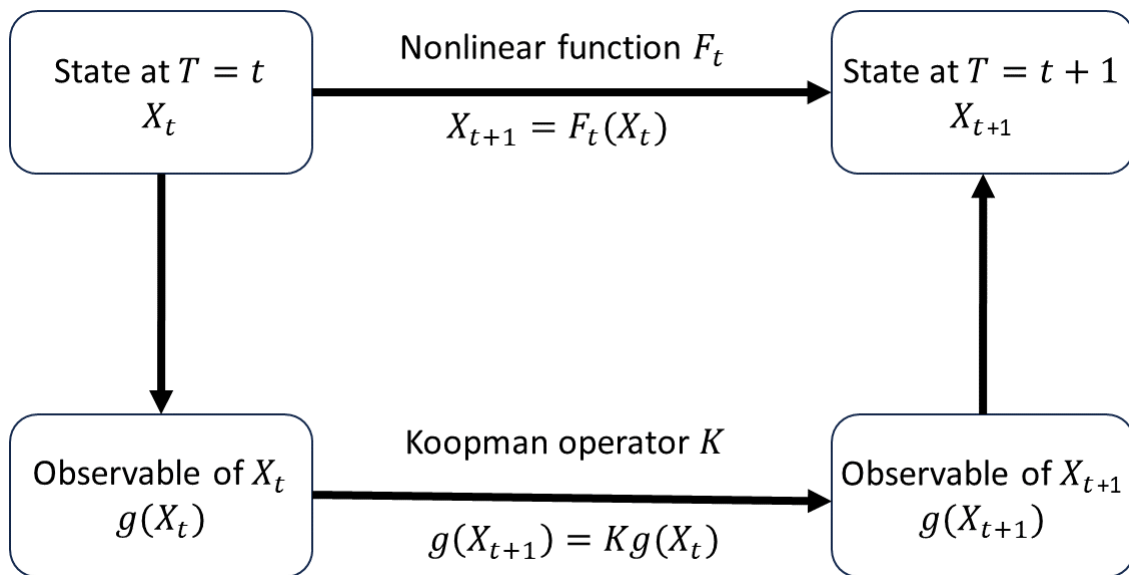 State at T = t
X_t
Nonlinear function F_t
X_{t+1} = F_t(X_t)
State at T = t + 1
X_{t+1}
Observable of X_t
g(X_t)
Koopman operator K
g(X_{t+1}) = Kg(X_t)
Observable of X_{t+1}
g(X_{t+1})